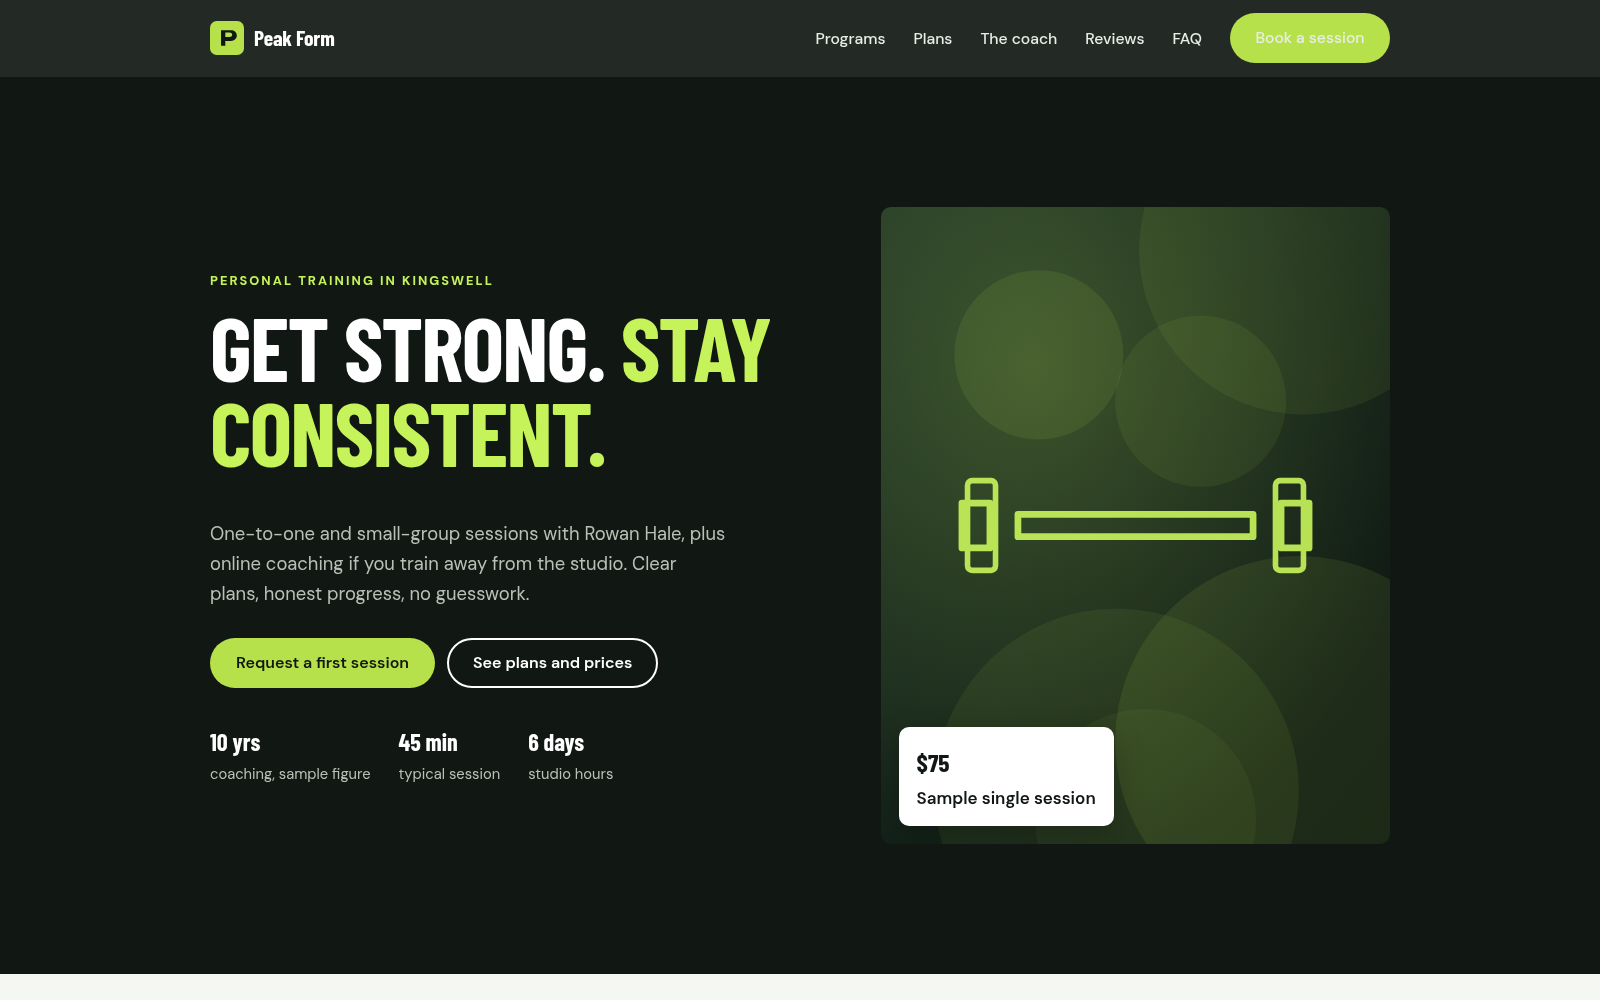 P Peak Form
Programs Plans The coach Reviews FAQ Book a session
PERSONAL TRAINING IN KINGSWELL
GET STRONG. STAY
CONSISTENT.
One-to-one and small-group sessions with Rowan Hale, plus
online coaching if you train away from the studio. Clear
plans, honest progress, no guesswork.
Request a first session See plans and prices
10 yrs 45 min 6 days
coaching, sample figure typical session studio hours
$75
Sample single session